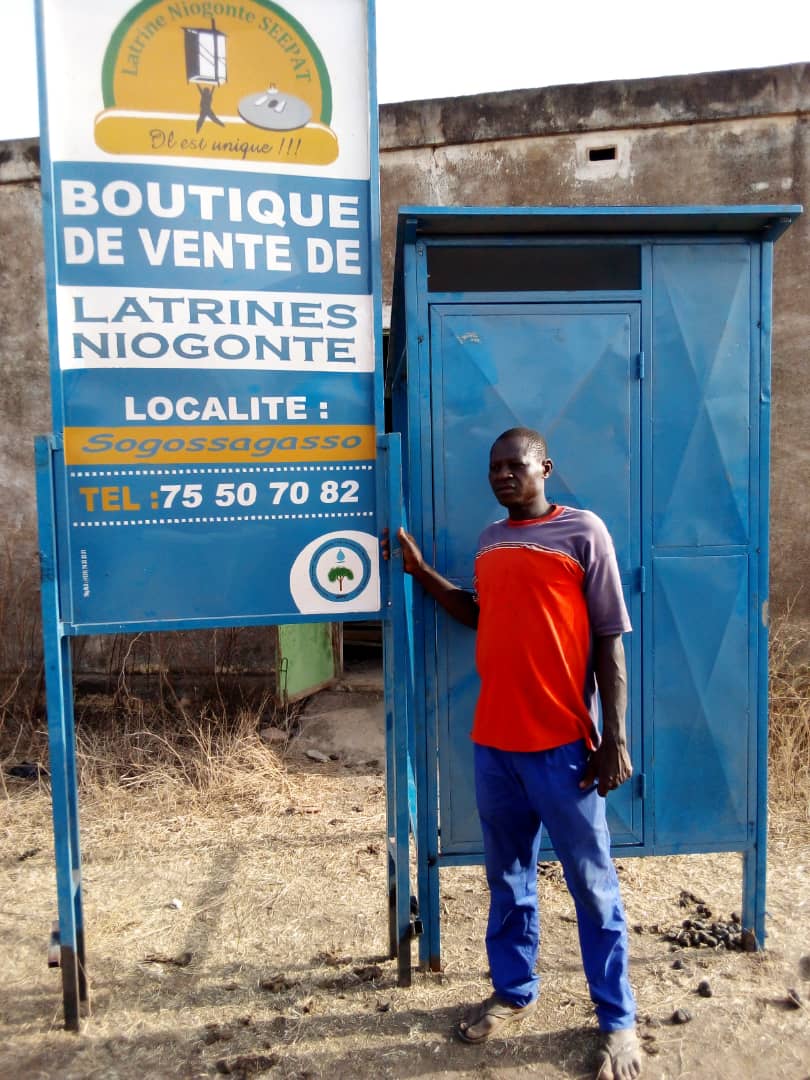 Latrine Niogonte SEEPAT
Il est unique !!!
BOUTIQUE
DE VENTE DE
LATRINES
NIOGONTE
LOCALITE :
Sogossagasso
TEL : 75 50 70 82